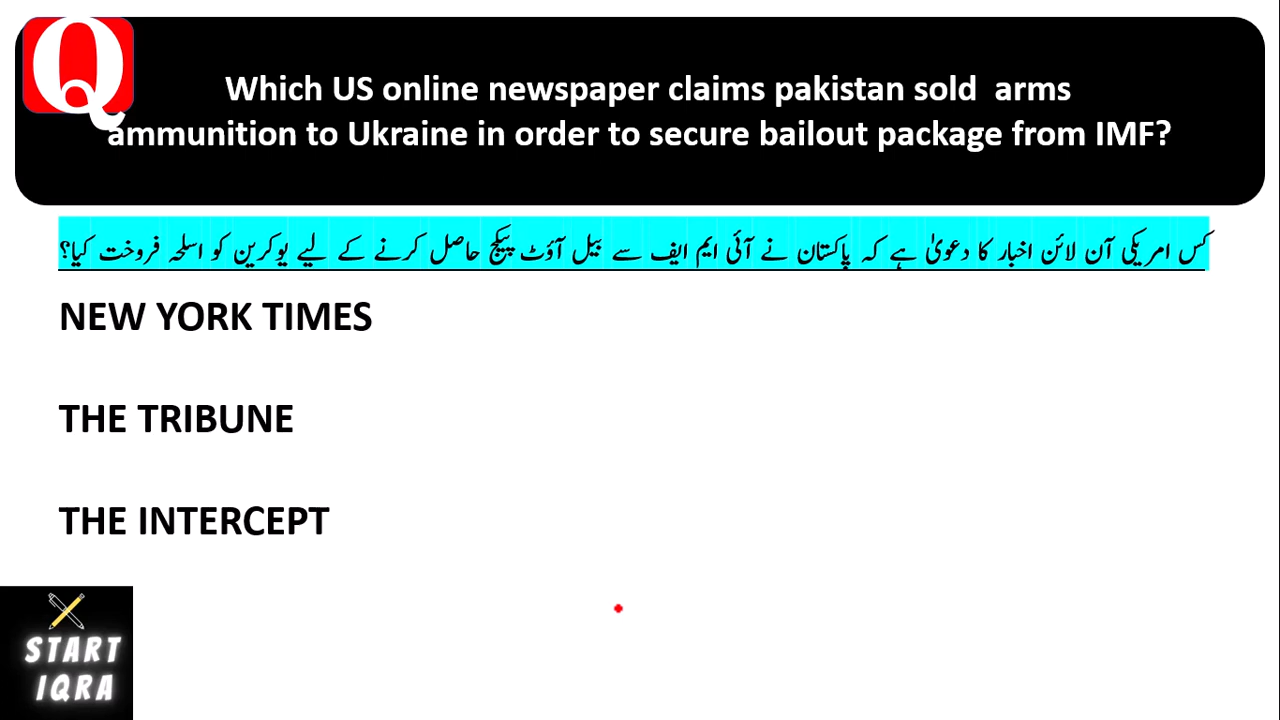 Q
Which US online newspaper claims pakistan sold  arms
ammunition to Ukraine in order to secure bailout package from IMF?
کس امریکی آن لائن اخبار کا دعویٰ ہے کہ پاکستان نے آئی ایم ایف سے بیل آؤٹ پیکج حاصل کرنے کے لیے یوکرین کو اسلحہ فروخت کیا؟
NEW YORK TIMES
THE TRIBUNE
THE INTERCEPT
START
IQRA